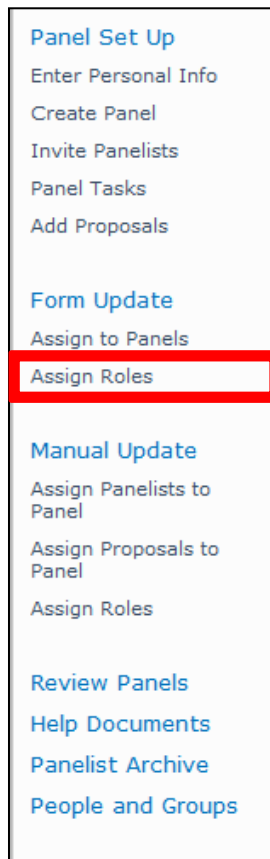 Panel Set Up
Enter Personal Info
Create Panel
Invite Panelists
Panel Tasks
Add Proposals
Form Update
Assign to Panels
Assign Roles
Manual Update
Assign Panelists to
Panel
Assign Proposals to
Panel
Assign Roles
Review Panels
Help Documents
Panelist Archive
People and Groups